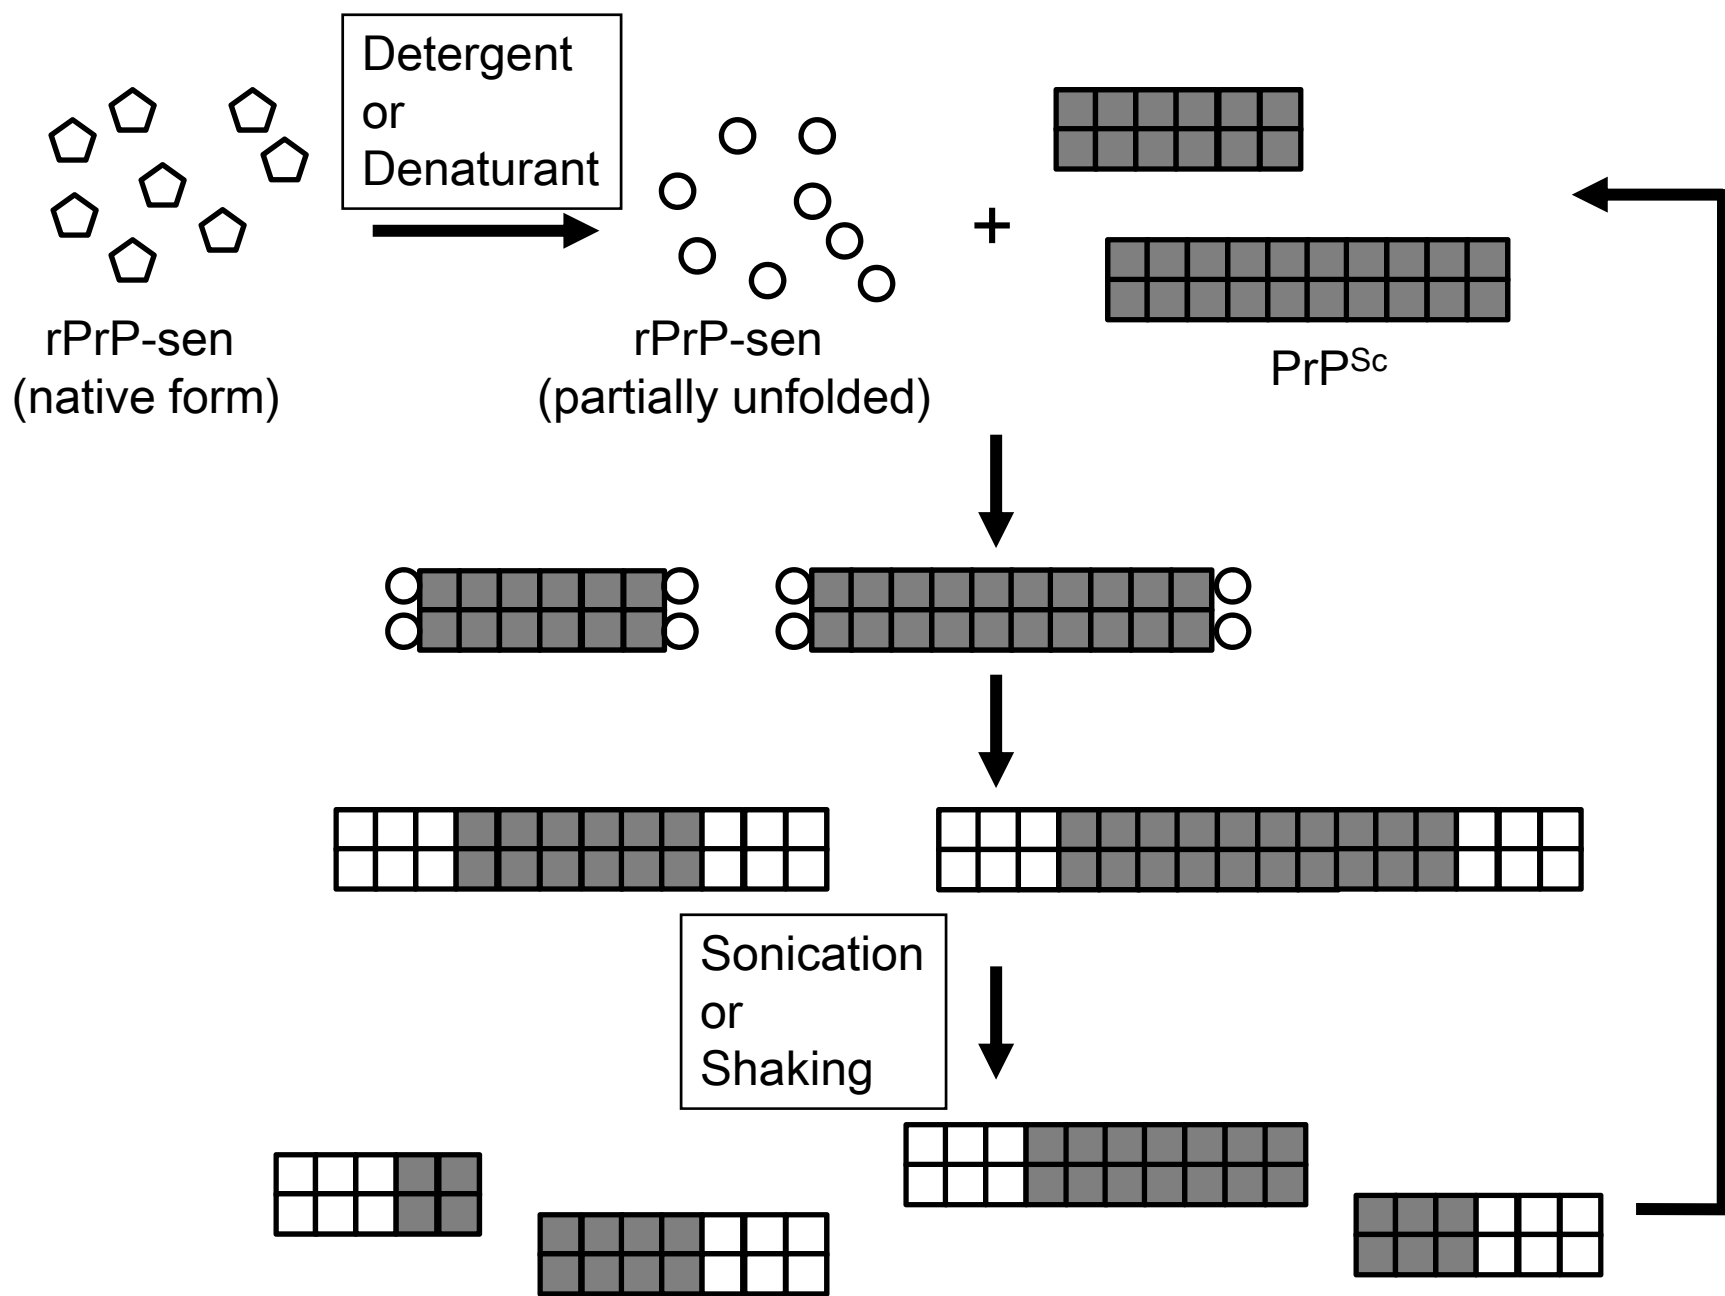 Detergent
or
Denaturant
+
rPrP-sen
(native form)
rPrP-sen
(partially unfolded)
PrPSc
Sonication
or
Shaking